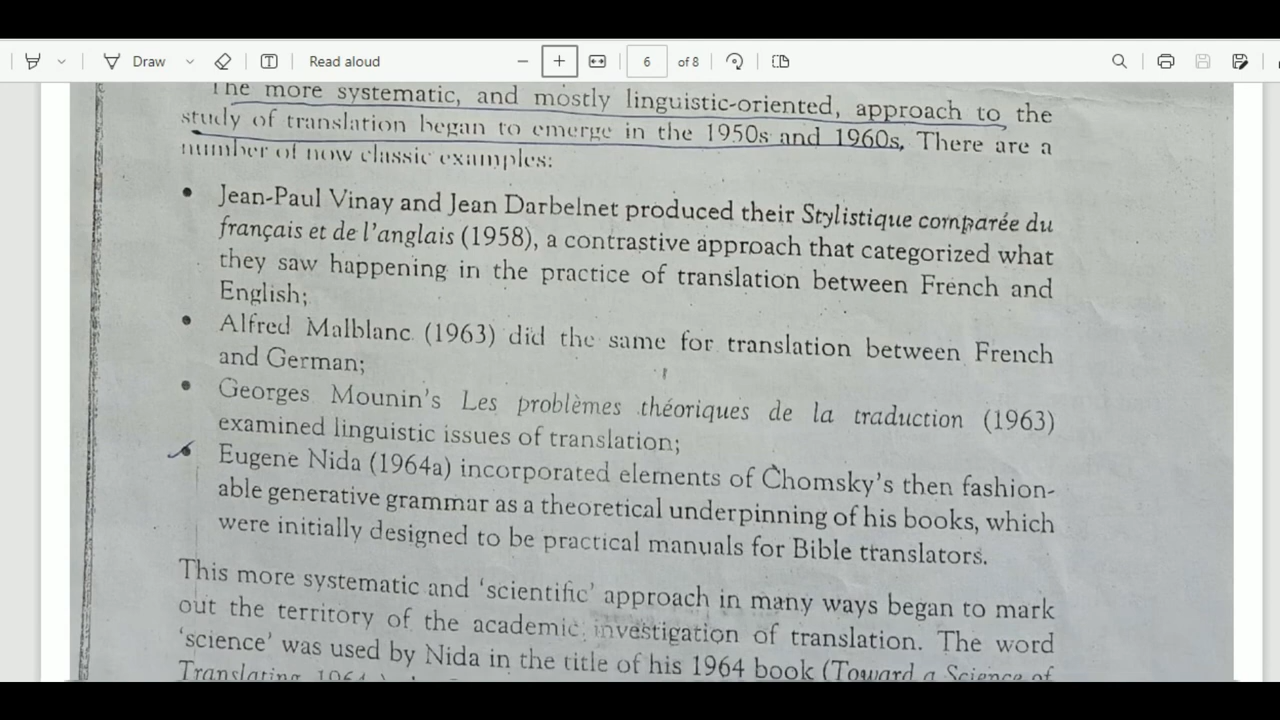 Draw
Read aloud
6 of 8
The more systematic, and mostly linguistic-oriented, approach to the
study of translation began to emerge in the 1950s and 1960s. There are a
number of now classic examples:
• Jean-Paul Vinay and Jean Darbelnet produced their Stylistique comparée du
français et de l'anglais (1958), a contrastive approach that categorized what
they saw happening in the practice of translation between French and
English;
• Alfred Malblanc (1963) did the same for translation between French
and German;
• Georges Mounin's Les problèmes théoriques de la traduction (1963)
examined linguistic issues of translation;
• Eugene Nida (1964a) incorporated elements of Chomsky's then fashion-
able generative grammar as a theoretical underpinning of his books, which
were initially designed to be practical manuals for Bible translators.
This more systematic and 'scientific' approach in many ways began to mark
out the territory of the academic investigation of translation. The word
'science' was used by Nida in the title of his 1964 book (Toward a Science of
Translating, 1964